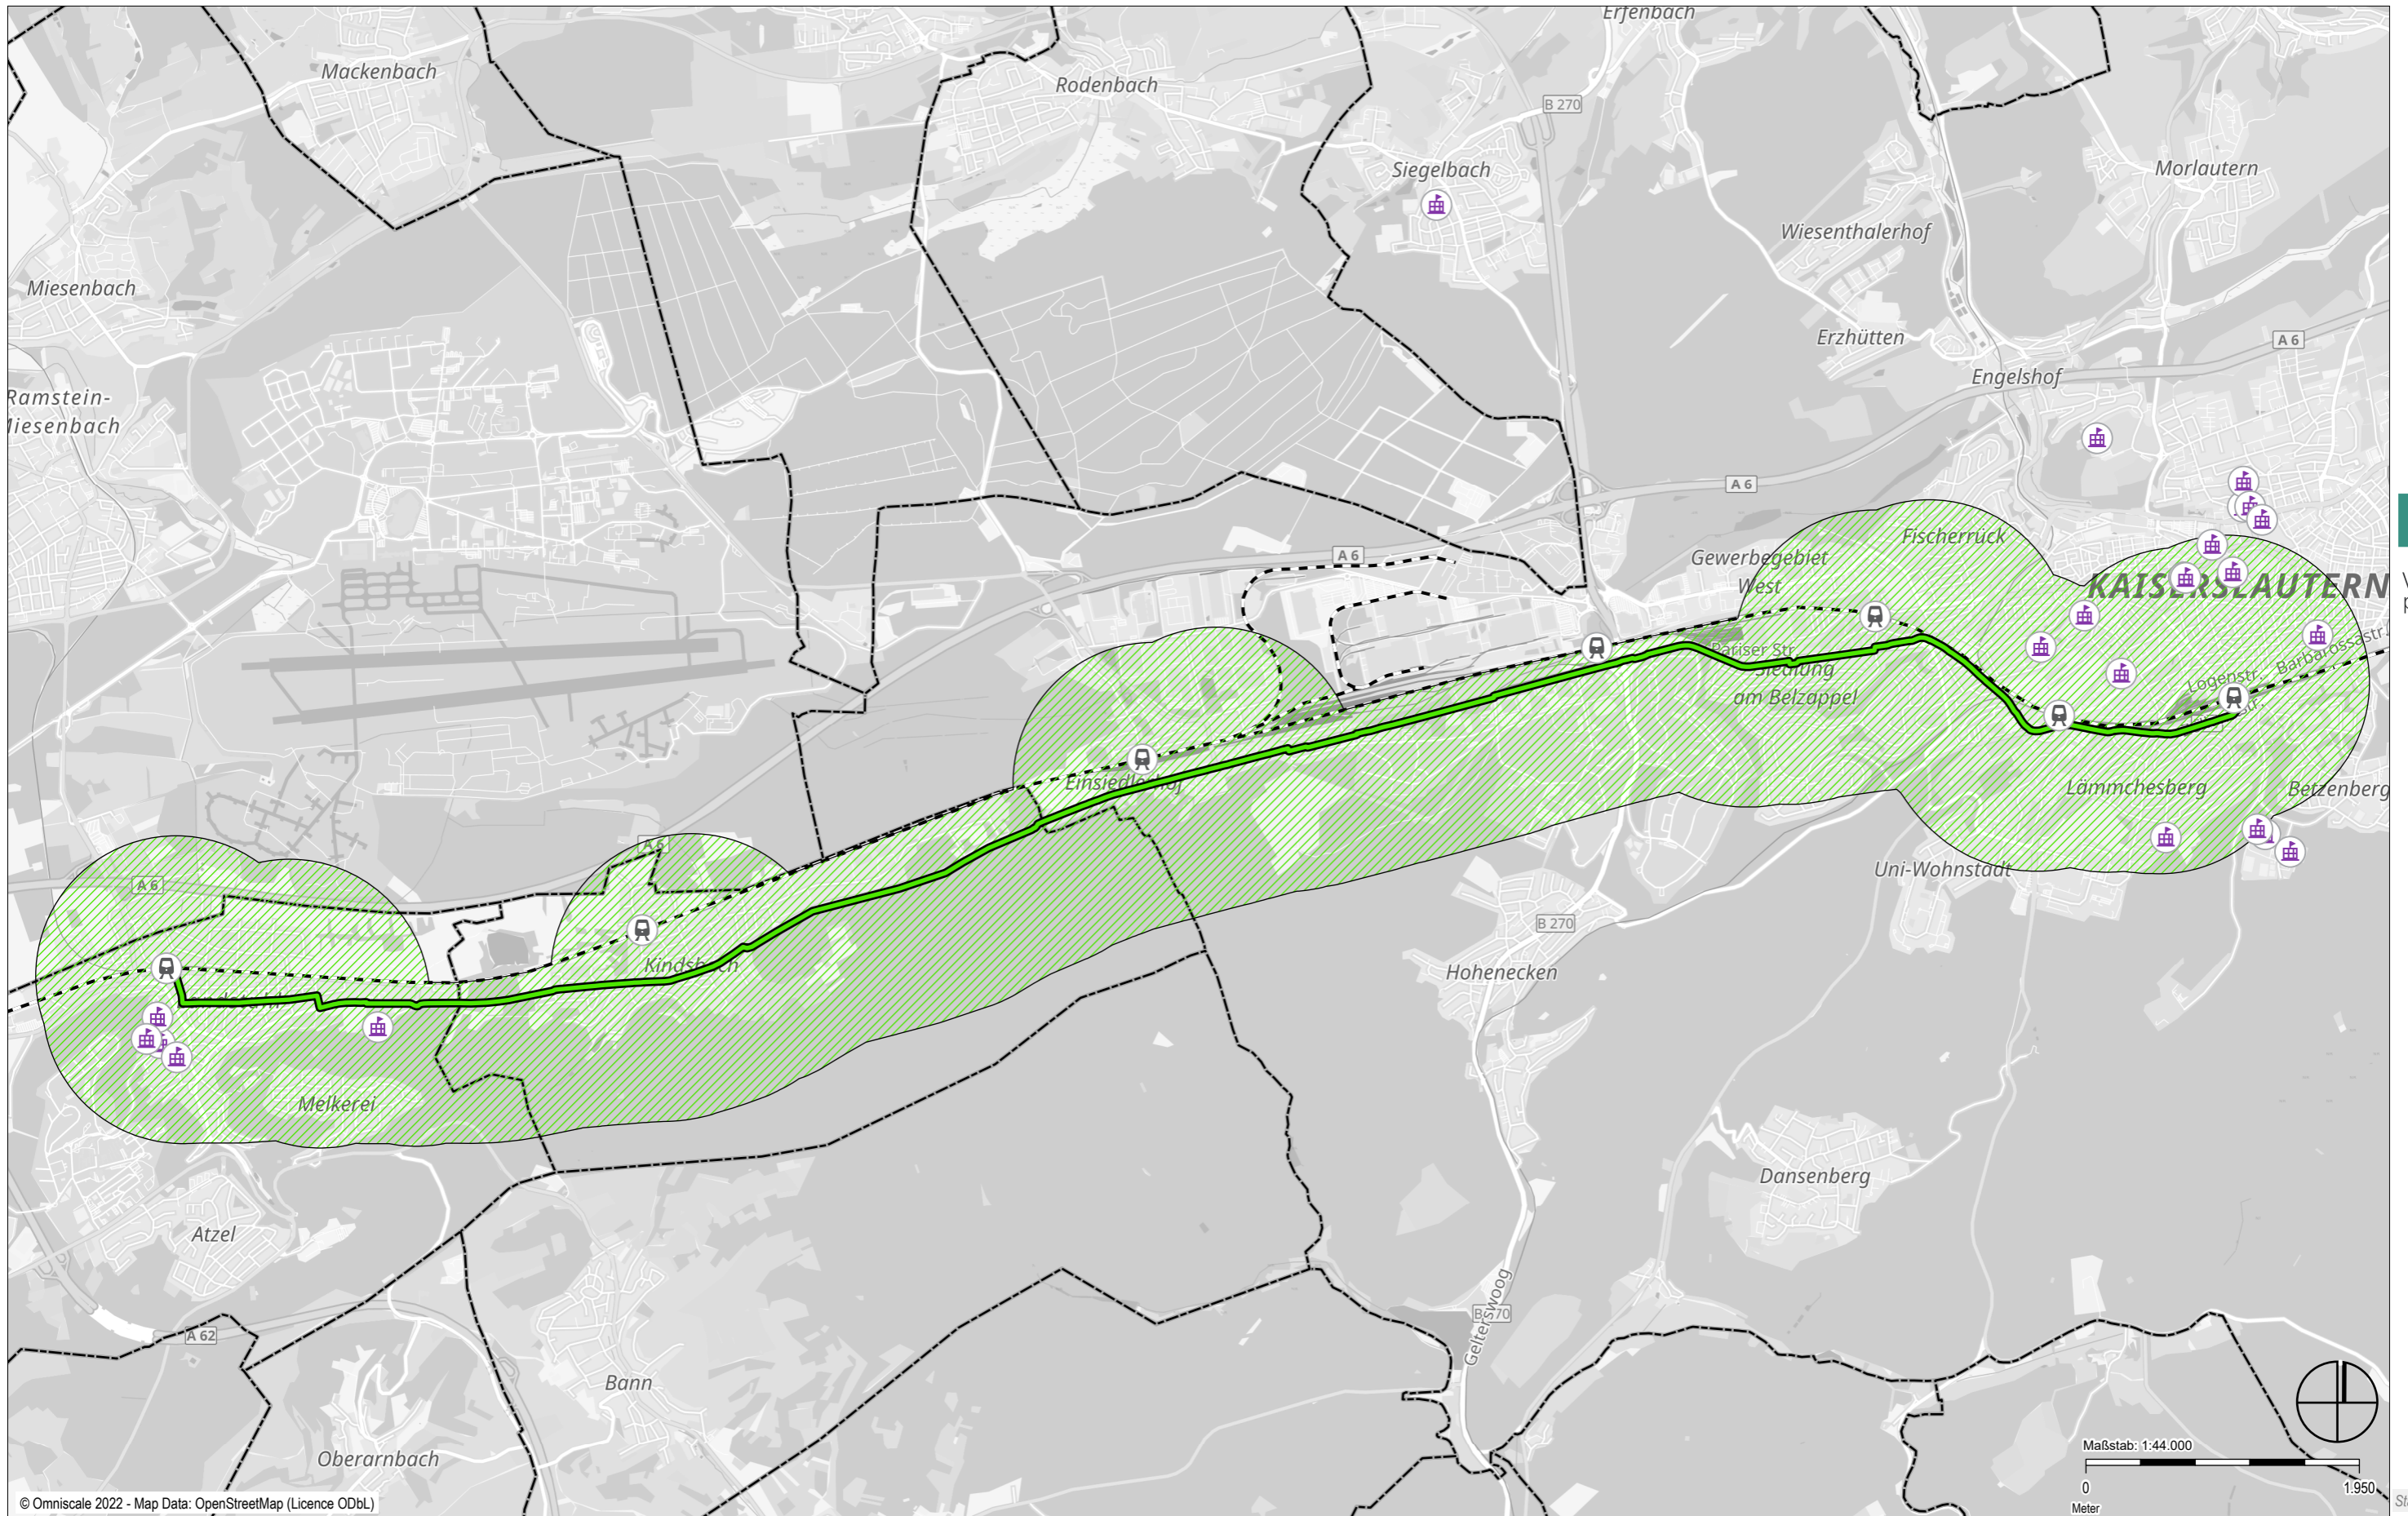 Erfenbach
Mackenbach
Rodenbach
B 270
Siegelbach
Morlautern
Wiesenthalerhof
Miesenbach
Erzhütten
A 6
Engelshof
Ramstein-
Miesenbach
A 6
Fischerrück
A 6
Gewerbegebiet
West
KAISERSLAUTERN
Barbarossastr.
Pariser Str.
Siedlung
am Belzappel
Logenstr.
Einsiedlerhof
Lämmchesberg
Betzenberg
A 6
Uni-Wohnstadt
A 6
B 270
Kindsbach
Hohenecken
Melkerei
Dansenberg
Atzel
Gelterswoog
A 62
Bann
Oberarnbach
Maßstab: 1:44.000
0
1.950
Meter
© Omniscale 2022 - Map Data: OpenStreetMap (Licence ODbL)